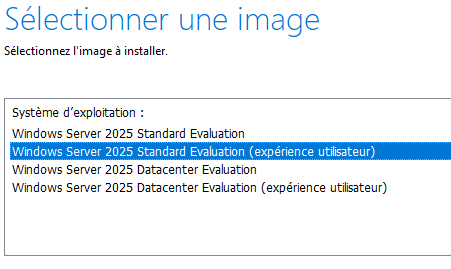 Sélectionner une image
Sélectionnez l'image à installer.
Système d’exploitation :
Windows Server 2025 Standard Evaluation
Windows Server 2025 Standard Evaluation (expérience utilisateur)
Windows Server 2025 Datacenter Evaluation
Windows Server 2025 Datacenter Evaluation (expérience utilisateur)